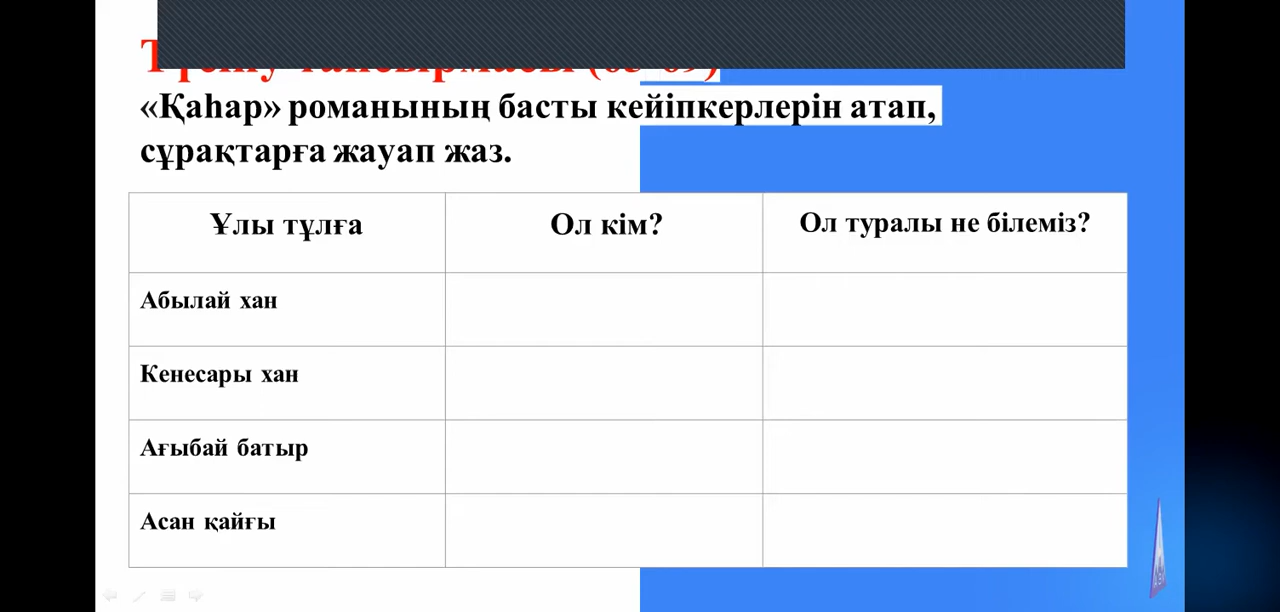 «Қаһар» романының басты кейіпкерлерін атап,
сұрақтарға жауап жаз.
Ұлы тұлға
Ол кім?
Ол туралы не білеміз?
Абылай хан
Кенесары хан
Ағыбай батыр
Асан қайғы